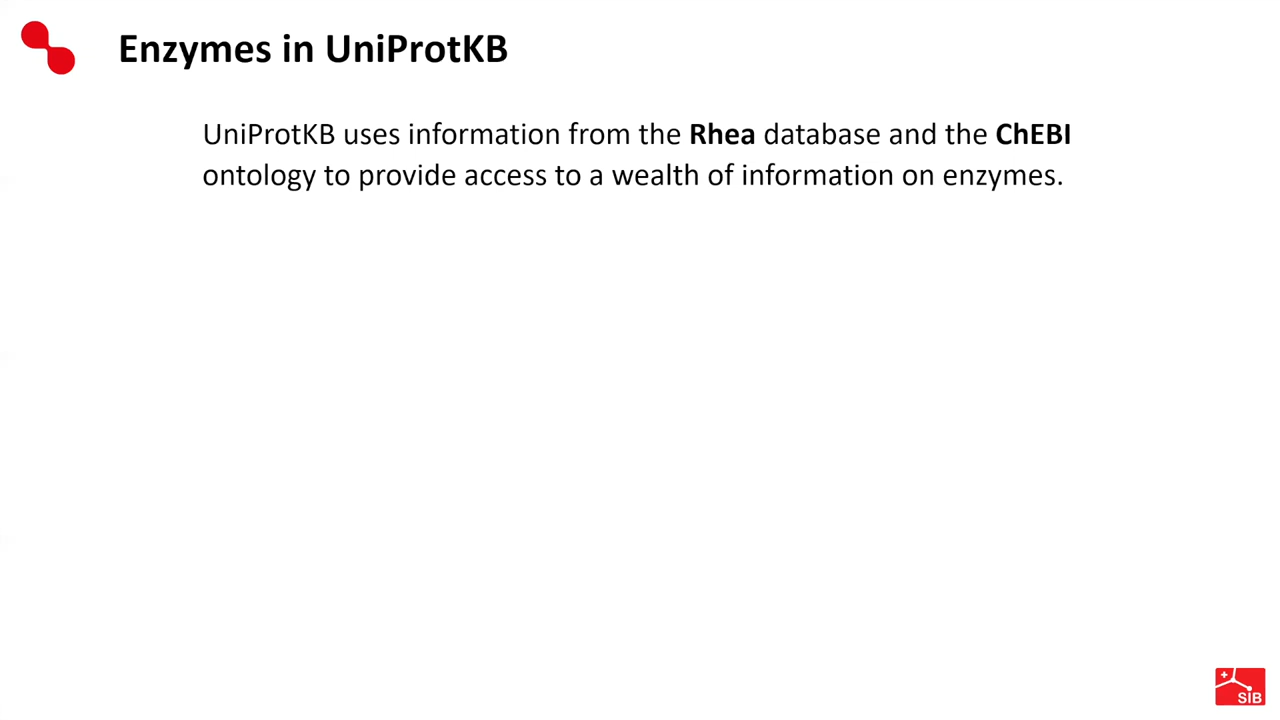 Enzymes in UniProtKB
UniProtKB uses information from the Rhea database and the ChEBI
ontology to provide access to a wealth of information on enzymes.
SIB